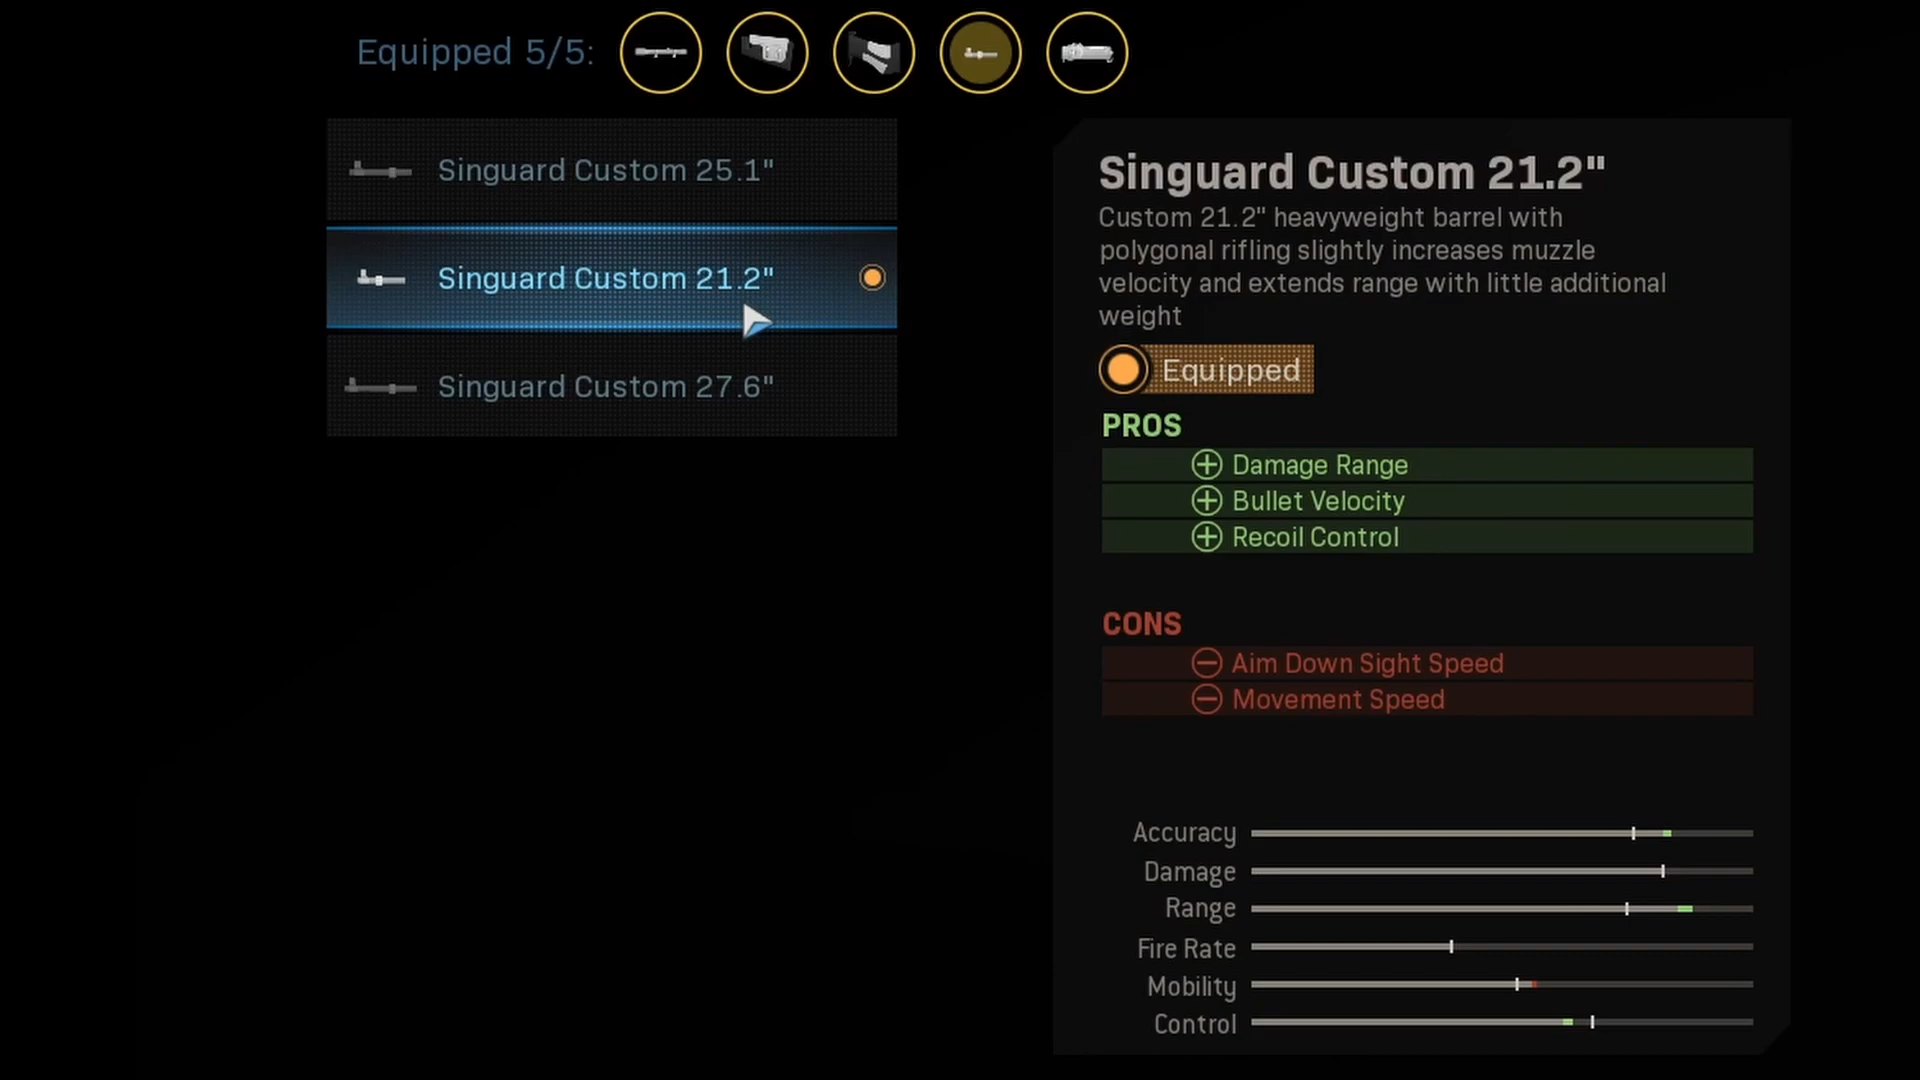 Equipped 5/5:
Singuard Custom 25.1"
Singuard Custom 21.2"
Singuard Custom 27.6"
Singuard Custom 21.2"
Custom 21.2" heavyweight barrel with
polygonal rifling slightly increases muzzle
velocity and extends range with little additional
weight
Equipped
PROS
Damage Range
Bullet Velocity
Recoil Control
CONS
Aim Down Sight Speed
Movement Speed
Accuracy
Damage
Range
Fire Rate
Mobility
Control